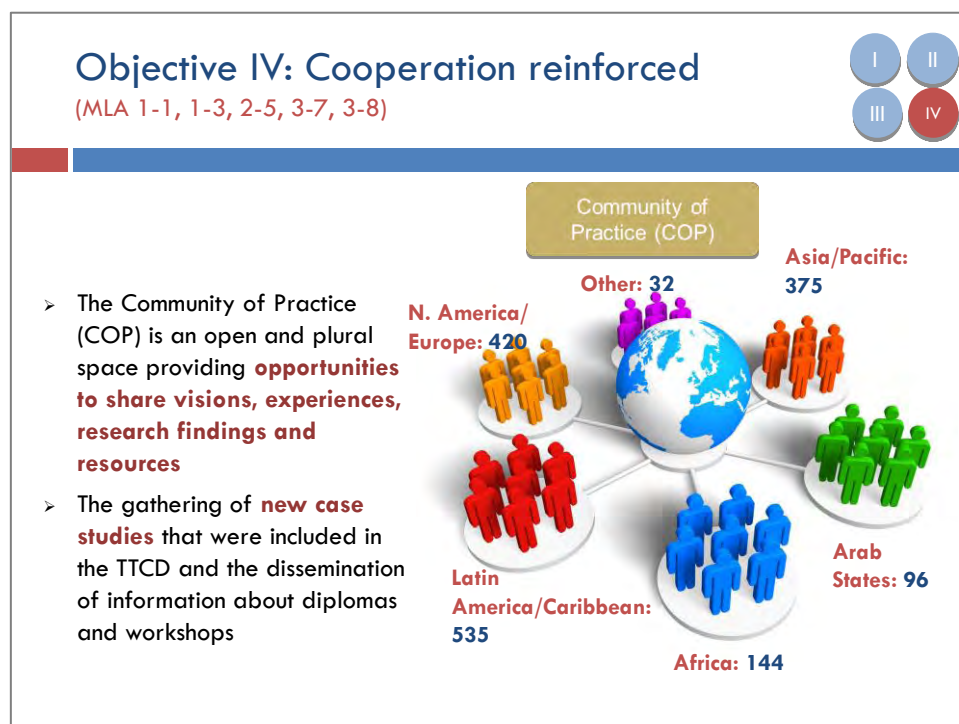 Objective IV: Cooperation reinforced
(MLA 1-1, 1-3, 2-5, 3-7, 3-8)
I
II
III
IV
Community of
Practice (COP)
➢ The Community of Practice
(COP) is an open and plural
space providing opportunities
to share visions, experiences,
research findings and
resources
➢ The gathering of new case
studies that were included in
the TTCD and the dissemination
of information about diplomas
and workshops
Other: 32
Asia/Pacific:
375
N. America/
Europe: 420
Arab
States: 96
Latin
America/Caribbean:
535
Africa: 144